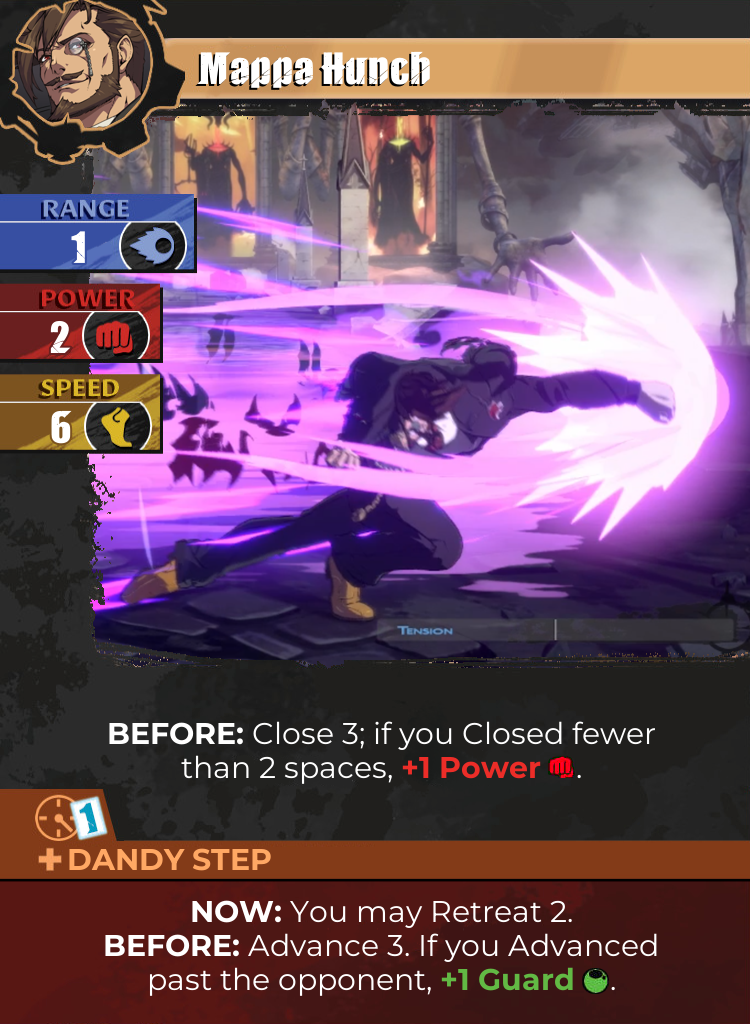 Mappa Hunch
RANGE
1
POWER
2
SPEED
6
TENSION
BEFORE: Close 3; if you Closed fewer
than 2 spaces, +1 Power.
1
+DANDY STEP
NOW: You may Retreat 2.
BEFORE: Advance 3. If you Advanced
past the opponent, +1 Guard.